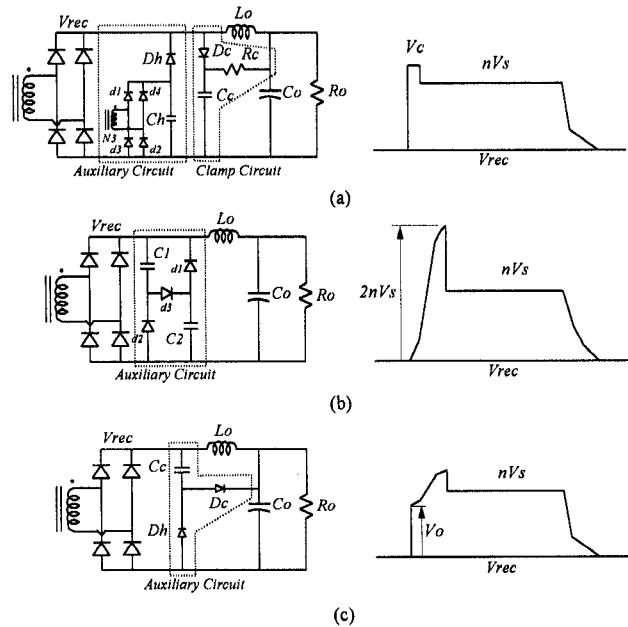 Lo
Vrec
Dh
Dc
Rc
d1
d4
Cc
Co
Ro
Ch
N3
d3
d2
Auxiliary Circuit
Clamp Circuit
Vc
nVs
Vrec
(a)
Lo
Vrec
C1
d1
d3
Co
Ro
d2
C2
Auxiliary Circuit
2nVs
nVs
Vrec
(b)
Lo
Vrec
Cc
Dc
Co
Ro
Dh
Auxiliary Circuit
nVs
Vo
Vrec
(c)